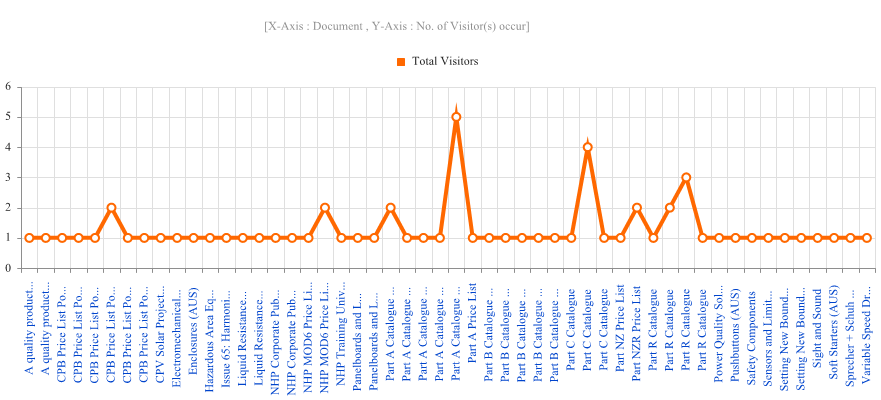 [X-Axis : Document , Y-Axis : No. of Visitor(s) occur]
Total Visitors
6
5
4
3
2
1
0
A quality product...
A quality product...
CPB Price List Po...
CPB Price List Po...
CPB Price List Po...
CPB Price List Po...
CPB Price List Po...
CPB Price List Po...
CPV Solar Project...
Electromechanical...
Enclosures (AUS)
Hazardous Area Eq...
Issue 65: Harmoni...
Liquid Resistance...
Liquid Resistance...
NHP Corporate Pub...
NHP Corporate Pub...
NHP MOD6 Price Li...
NHP MOD6 Price Li...
NHP Training Univ...
Panelboards and L...
Panelboards and L...
Part A Catalogue ...
Part A Catalogue ...
Part A Catalogue ...
Part A Catalogue ...
Part A Catalogue ...
Part A Price List
Part B Catalogue ...
Part B Catalogue ...
Part B Catalogue ...
Part B Catalogue ...
Part B Catalogue ...
Part C Catalogue
Part C Catalogue
Part C Catalogue
Part NZ Price List
Part NZR Price List
Part R Catalogue
Part R Catalogue
Part R Catalogue
Part R Catalogue
Power Quality Sol...
Pushbuttons (AUS)
Safety Components
Sensors and Limit...
Setting New Bound...
Setting New Bound...
Sight and Sound
Soft Starters (AUS)
Sprecher + Schuh ...
Variable Speed Dr...